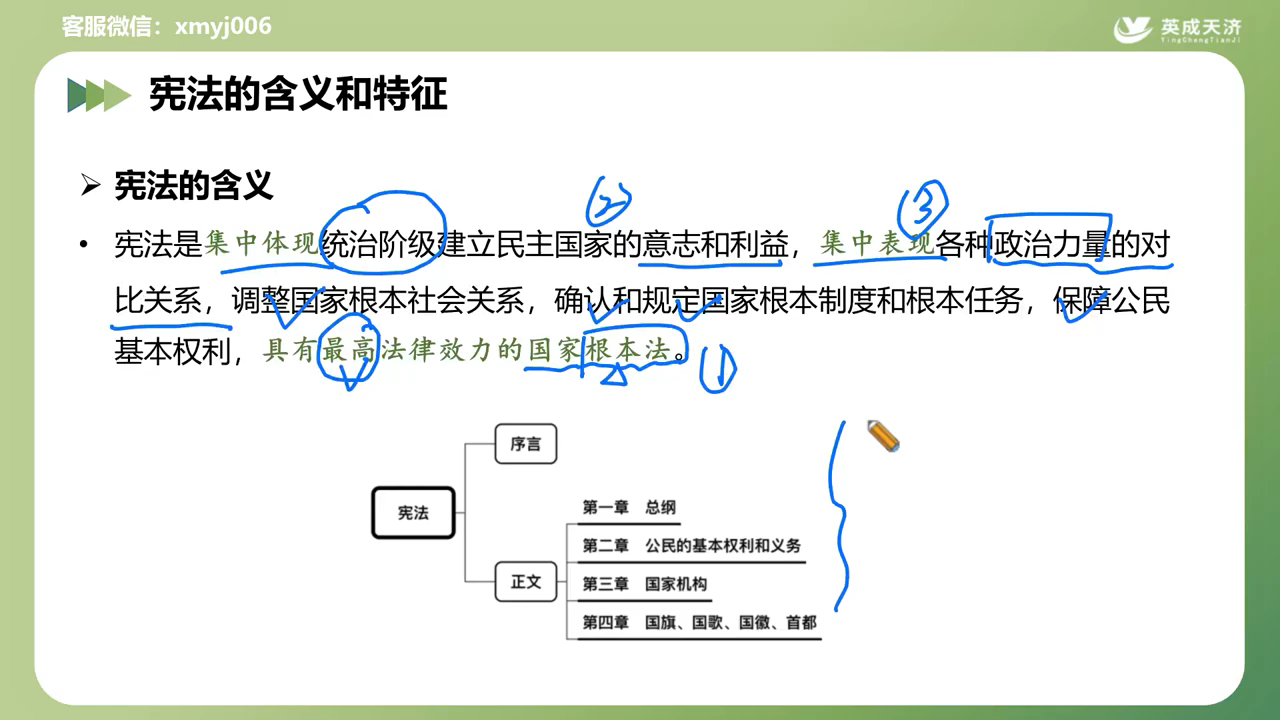 客服微信：xmyj006
英成天济
YingChengTianJi
宪法的含义和特征
宪法的含义
② ③
• 宪法是集中体现统治阶级建立民主国家的意志和利益，集中表现各种政治力量的对
比关系，调整国家根本社会关系，确认和规定国家根本制度和根本任务，保障公民
基本权利，具有最高法律效力的国家根本法。 ①
序言
宪法
第一章 总纲
第二章 公民的基本权利和义务
正文
第三章 国家机构
第四章 国旗、国歌、国徽、首都